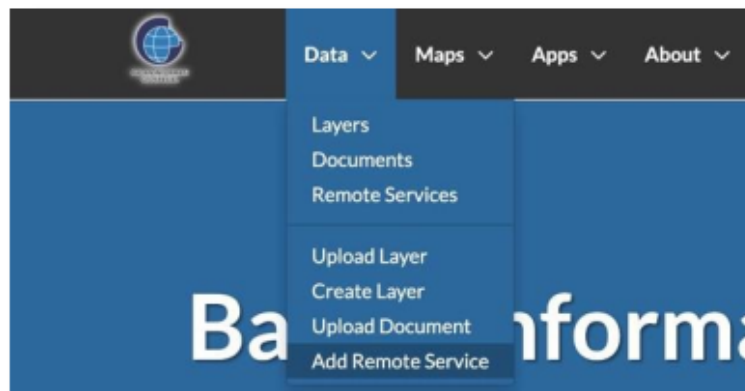 Data
Maps
Apps
About
Layers
Documents
Remote Services
Upload Layer
Create Layer
Upload Document
Add Remote Service
Ba nforma